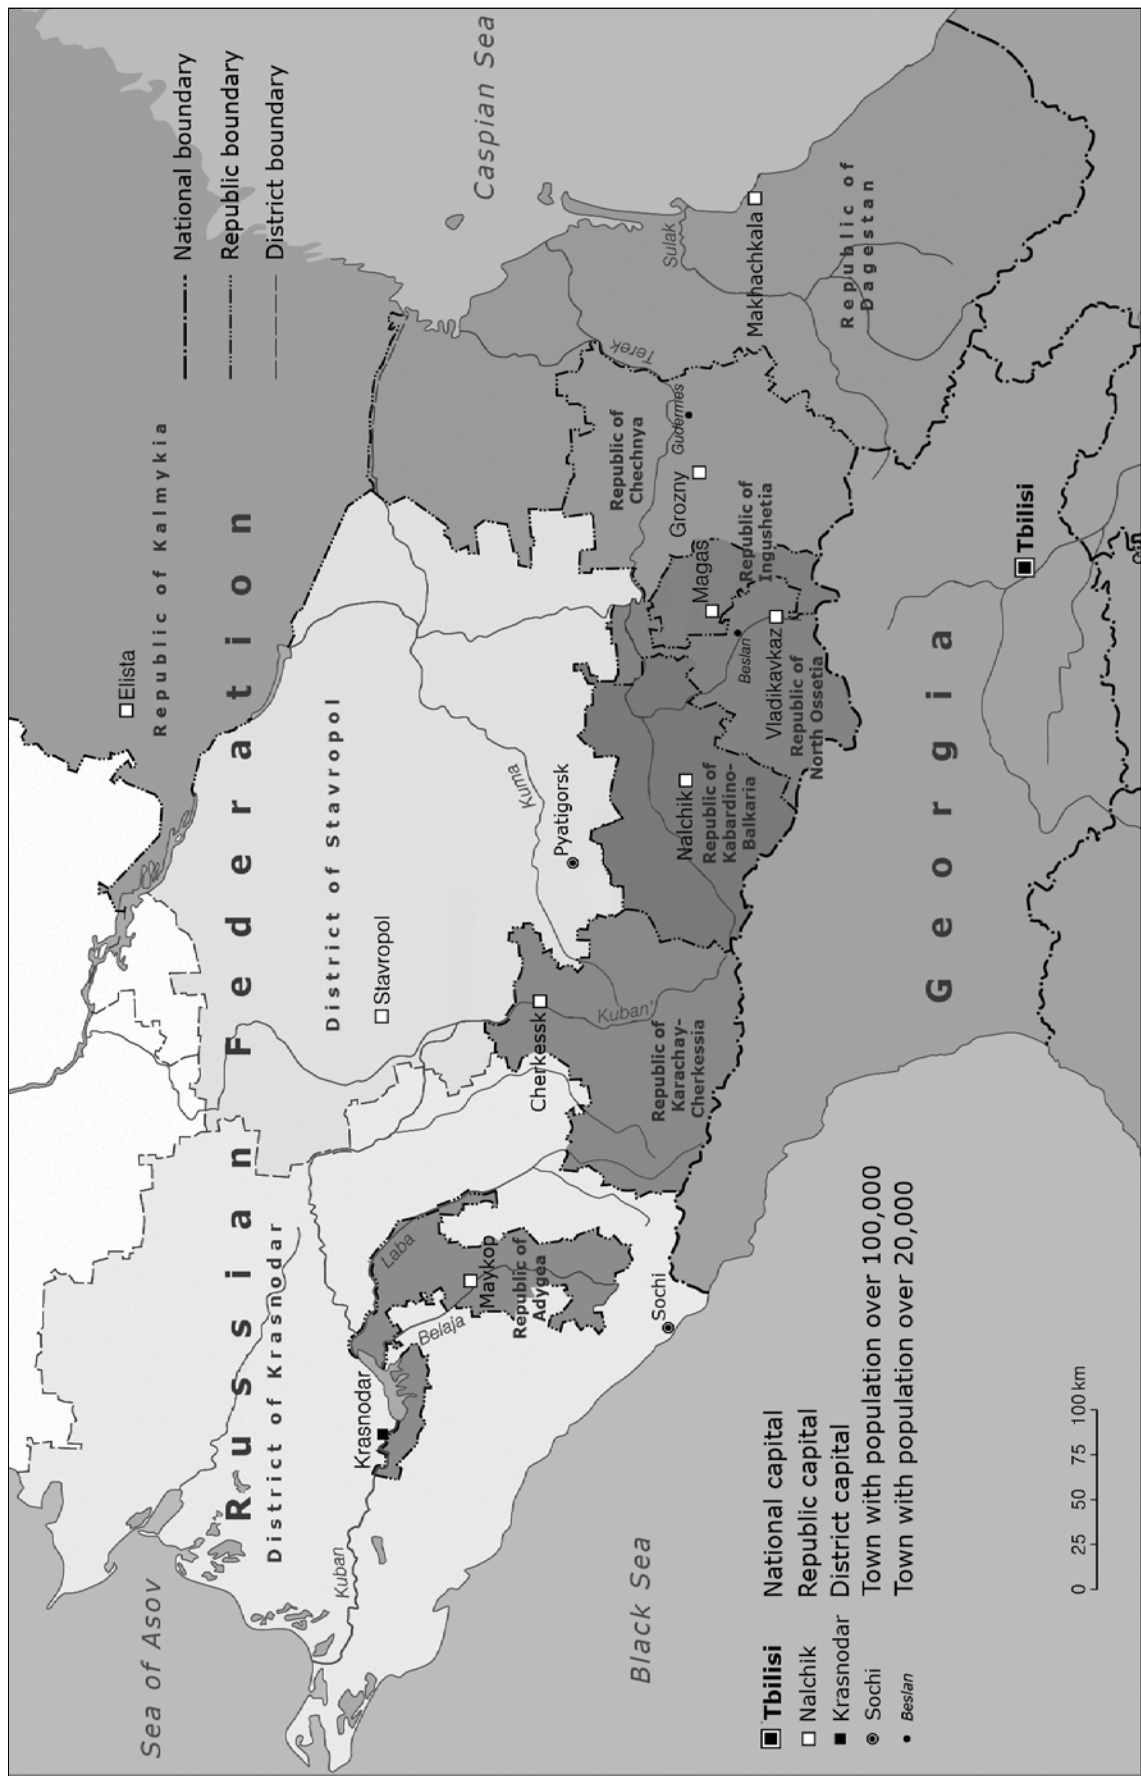 Caspian Sea
National boundary
Republic boundary
District boundary
Elista
Republic of Kalmykia
Russian Federation
District of Stavropol
Stavropol
Kuma
Pyatigorsk
Sulak
Makhachkala
Republic of
Dagestan
Terek
Gudermes
Republic of
Chechnya
Grozny
Magas
Republic of
Ingushetia
Beslan
Vladikavkaz
Republic of
North Ossetia
Nalchik
Republic of
Kabardino-
Balkaria
Cherkessk
Kuban'
Republic of
Karachay-
Cherkessia
Tbilisi
Georgia
District of Krasnodar
Laba
Maykop
Republic of
Adygea
Belaja
Krasnodar
Sochi
Kuban
Sea of Asov
Black Sea
Tbilisi National capital
Nalchik Republic capital
Krasnodar District capital
Sochi Town with population over 100,000
Beslan Town with population over 20,000
0 25 50 75 100 km